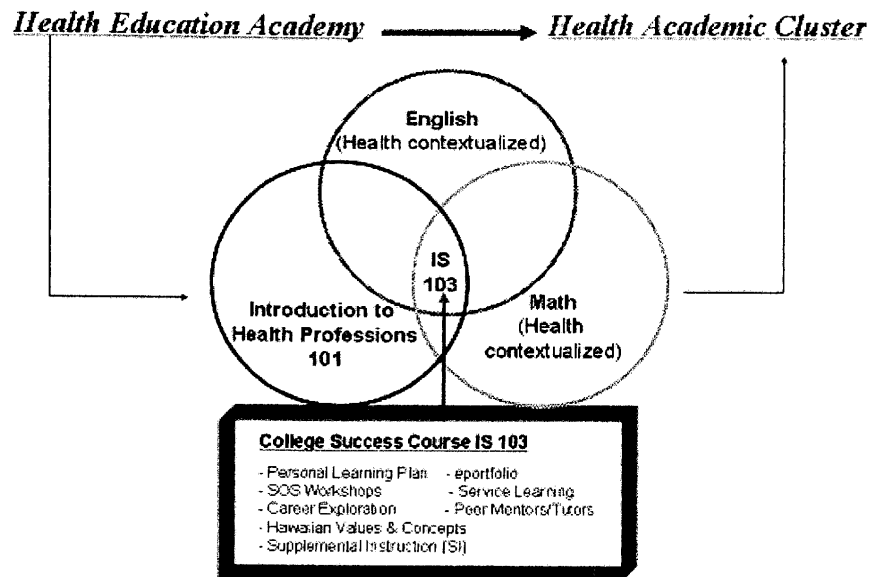 Health Education Academy
Health Academic Cluster
English
(Health contextualized)
IS
103
Introduction to
Health Professions
101
Math
(Health
contextualized)
College Success Course IS 103
- Personal Learning Plan - eportfolio
- SOS Workshops - Service Learning
- Career Exploration - Peer Mentors/Tutors
- Hawaiian Values & Concepts
- Supplemental Instruction (SI)